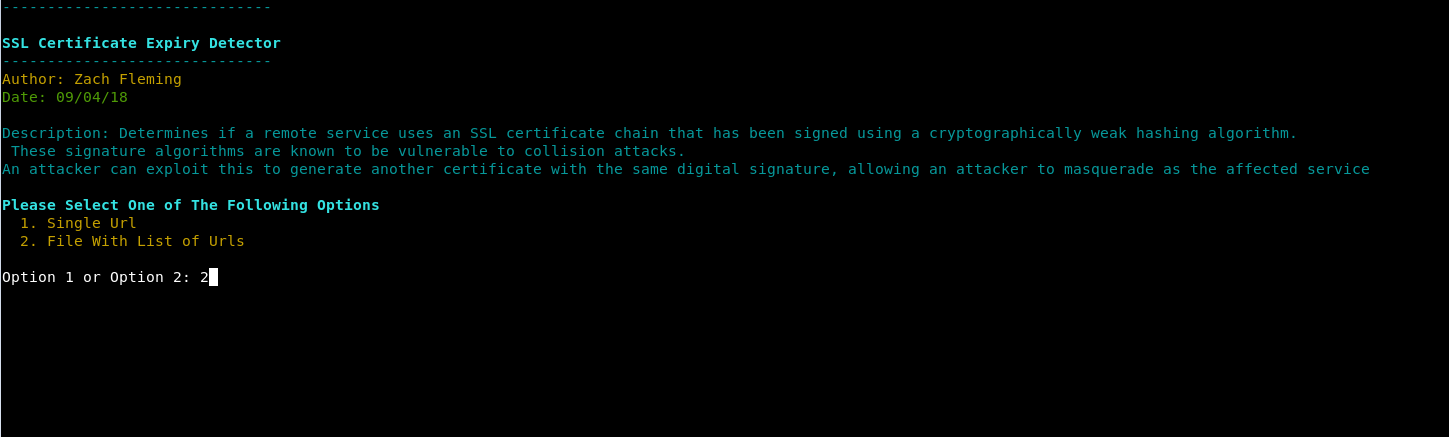 ------------------------------
SSL Certificate Expiry Detector
------------------------------
Author: Zach Fleming
Date: 09/04/18
Description: Determines if a remote service uses an SSL certificate chain that has been signed using a cryptographically weak hashing algorithm.
These signature algorithms are known to be vulnerable to collision attacks.
An attacker can exploit this to generate another certificate with the same digital signature, allowing an attacker to masquerade as the affected service
Please Select One of The Following Options
1. Single Url
2. File With List of Urls
Option 1 or Option 2: 2